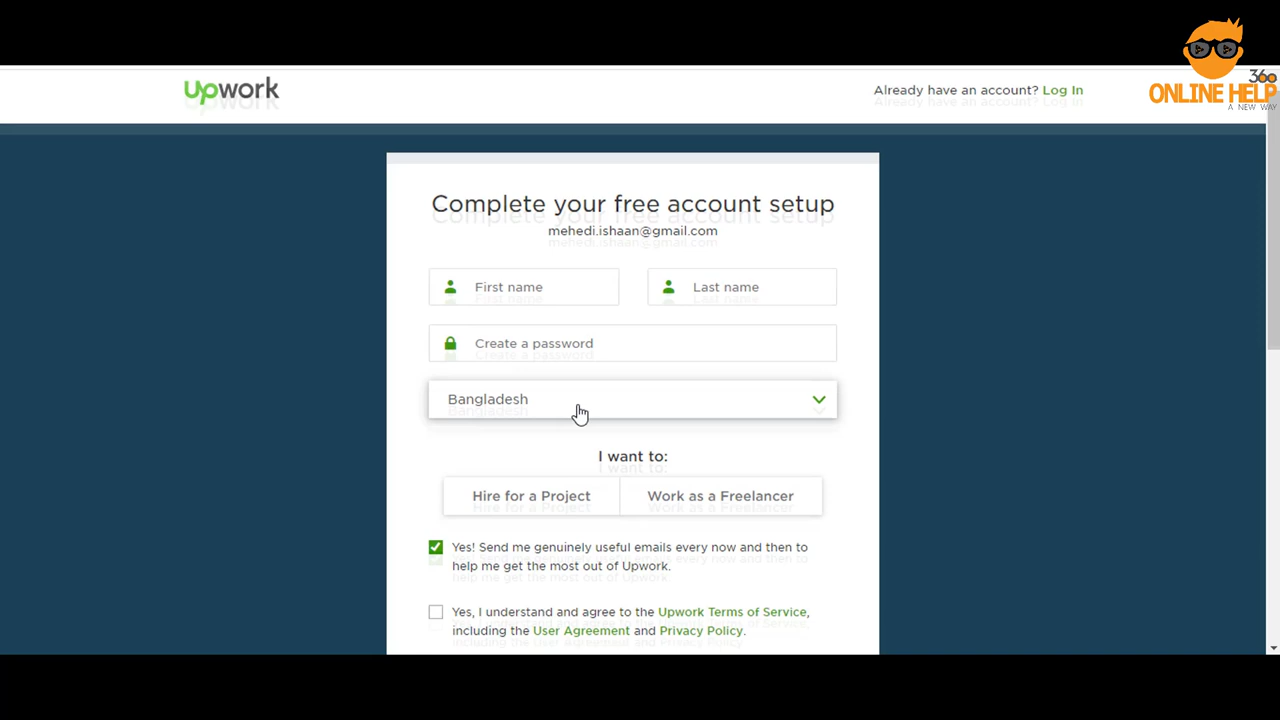 upwork
Already have an account? Log In
360
ONLINE HELP
A NEW WAY
Complete your free account setup
mehedi.ishaan@gmail.com
First name
Last name
Create a password
Bangladesh
I want to:
Hire for a Project
Work as a Freelancer
Yes! Send me genuinely useful emails every now and then to
help me get the most out of Upwork.
Yes, I understand and agree to the Upwork Terms of Service,
including the User Agreement and Privacy Policy.